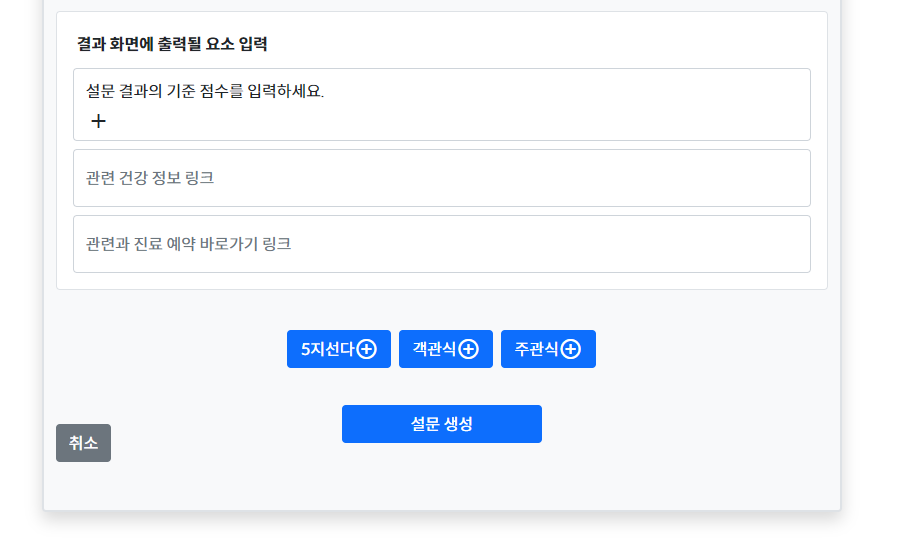 결과 화면에 출력될 요소 입력
설문 결과의 기준 점수를 입력하세요.
+
관련 건강 정보 링크
관련과 진료 예약 바로가기 링크
5지선다⊕ 객관식⊕ 주관식⊕
설문 생성
취소